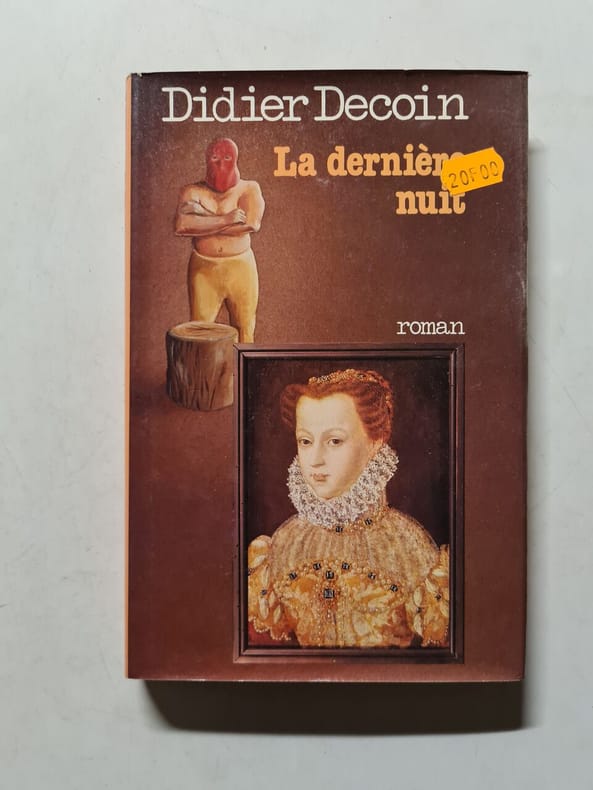 Didier Decoin
La dernière
nuit
20F00
roman